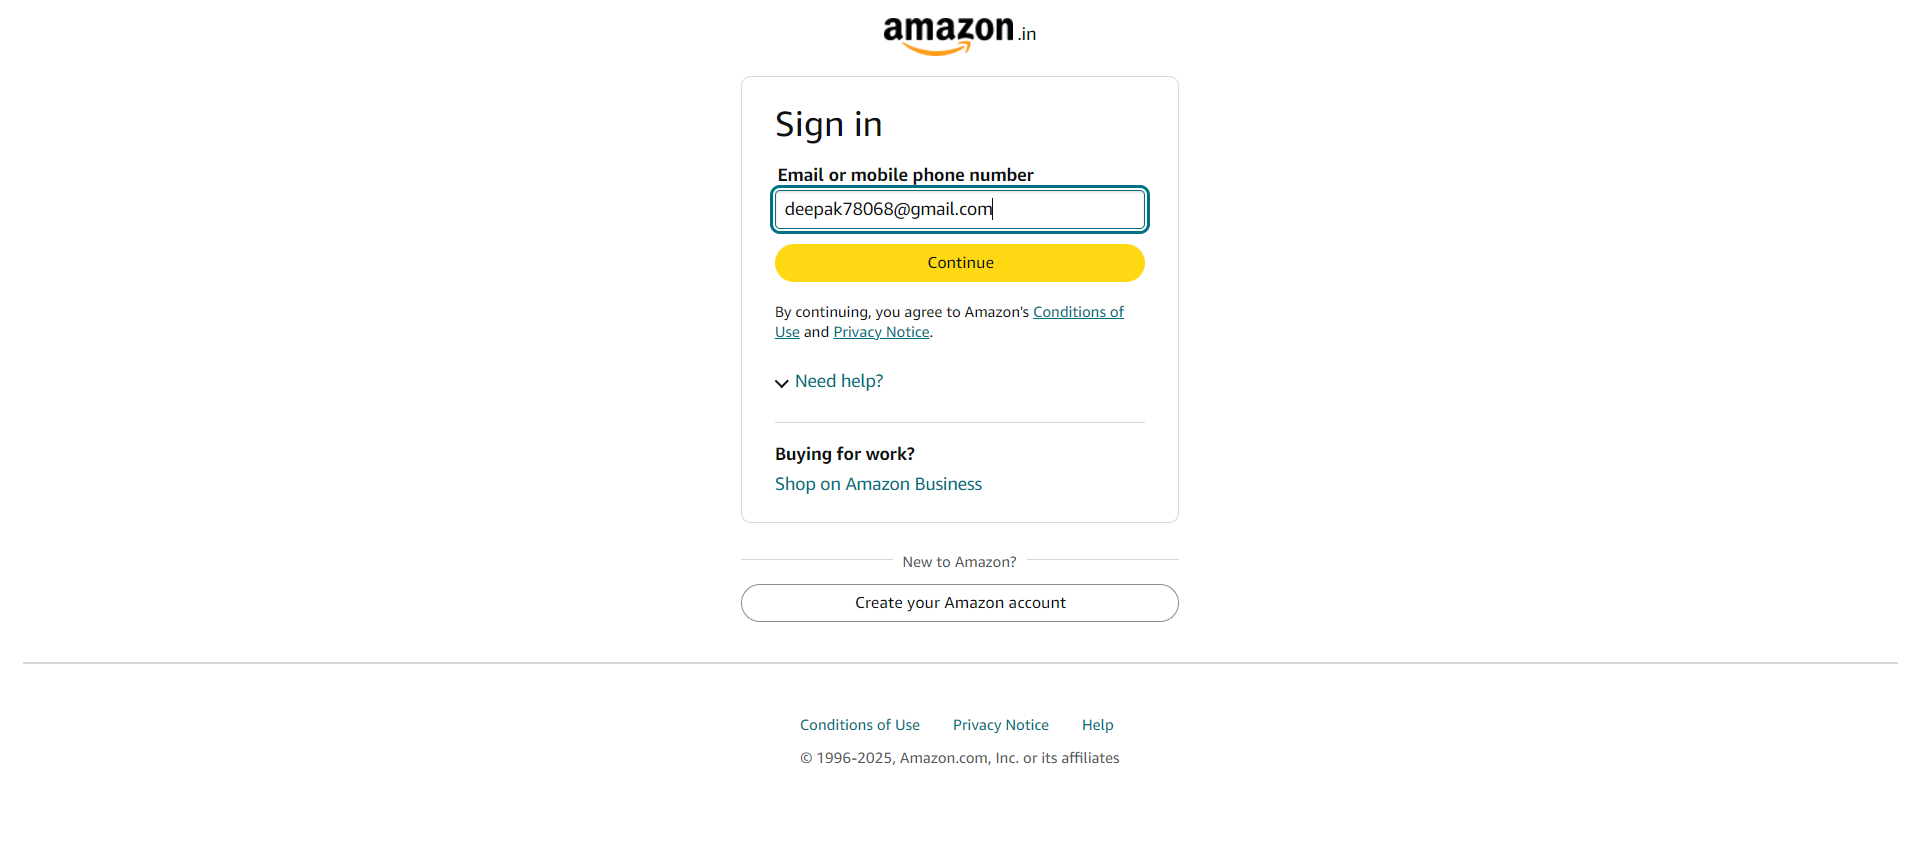 amazon.in
Sign in
Email or mobile phone number
deepak78068@gmail.com
Continue
By continuing, you agree to Amazon's Conditions of
Use and Privacy Notice.
Need help?
Buying for work?
Shop on Amazon Business
New to Amazon?
Create your Amazon account
Conditions of Use Privacy Notice Help
© 1996-2025, Amazon.com, Inc. or its affiliates